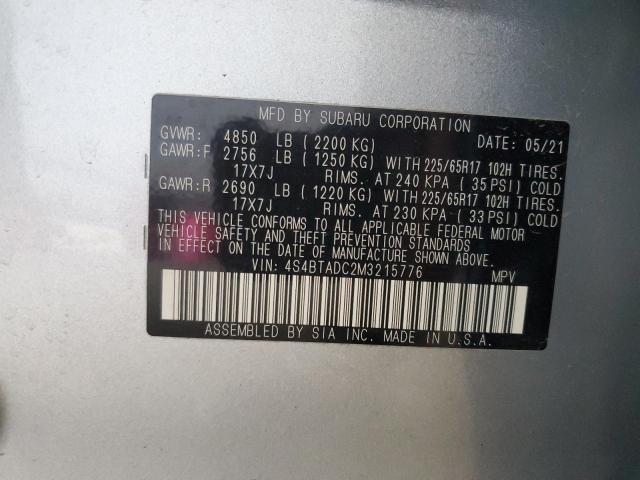 MFD BY SUBARU CORPORATION
GVWR: 4850 LB ( 2200 KG) DATE: 05/21
GAWR:F 2756 LB ( 1250 KG) WITH 225/65R17 102H TIRES.
17X7J RIMS. AT 240 KPA ( 35 PSI) COLD
GAWR:R 2690 LB ( 1220 KG) WITH 225/65R17 102H TIRES.
17X7J RIMS. AT 230 KPA ( 33 PSI) COLD
THIS VEHICLE CONFORMS TO ALL APPLICABLE FEDERAL MOTOR
VEHICLE SAFETY AND THEFT PREVENTION STANDARDS
IN EFFECT ON THE DATE OF MANUFACTURE SHOWN ABOVE.
VIN: 4S4BTADC2M3215776 MPV
ASSEMBLED BY SIA INC. MADE IN U.S.A.